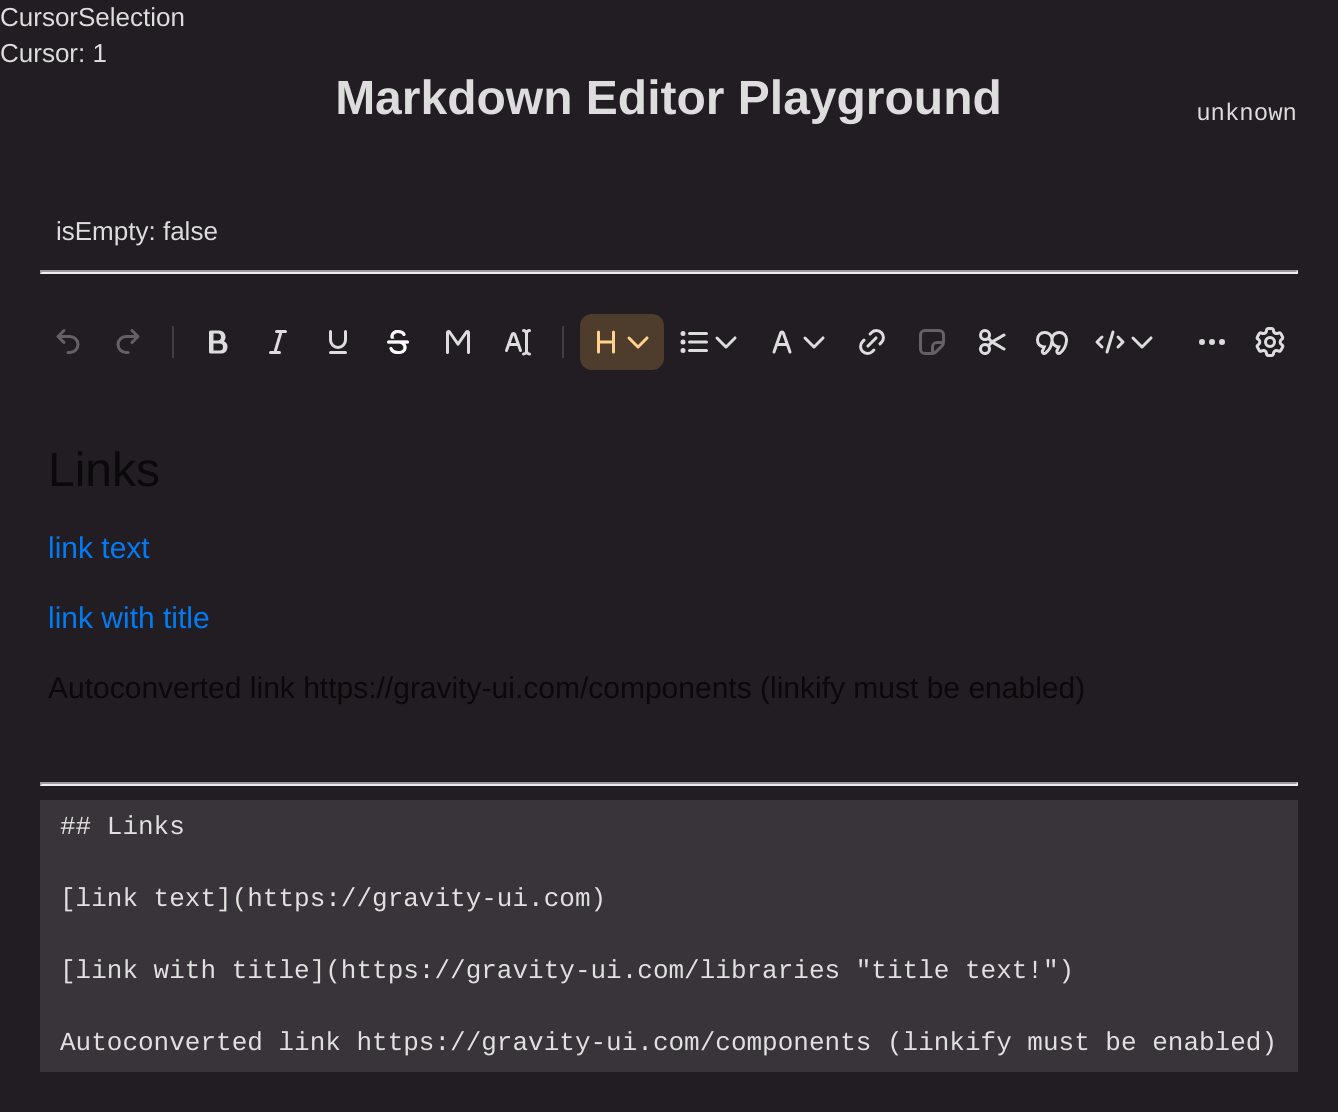 CursorSelection
Cursor: 1
Markdown Editor Playground
unknown
isEmpty: false
Links
link text
link with title
Autoconverted link https://gravity-ui.com/components (linkify must be enabled)
## Links
[link text](https://gravity-ui.com)
[link with title](https://gravity-ui.com/libraries "title text!")
Autoconverted link https://gravity-ui.com/components (linkify must be enabled)